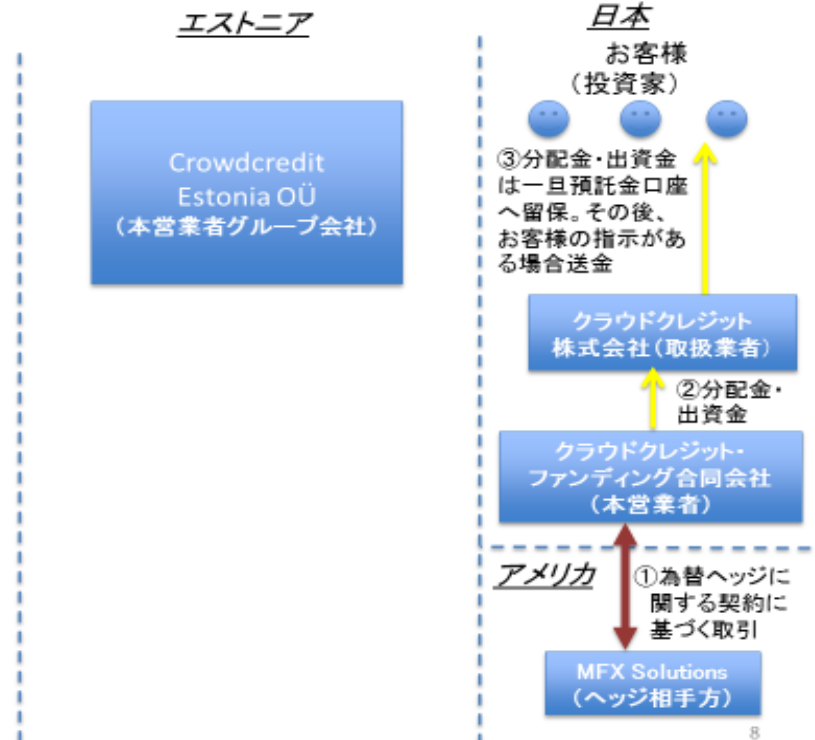 エストニア
Crowdcredit
Estonia OÜ
（本営業者グループ会社）
日本
お客様
（投資家）
③分配金・出資金
は一旦預託金口座
へ留保。その後、
お客様の指示があ
る場合送金
クラウドクレジット
株式会社（取扱業者）
②分配金・
出資金
クラウドクレジット・
ファンディング合同会社
（本営業者）
アメリカ
①為替ヘッジに
関する契約に
基づく取引
MFX Solutions
（ヘッジ相手方）
8